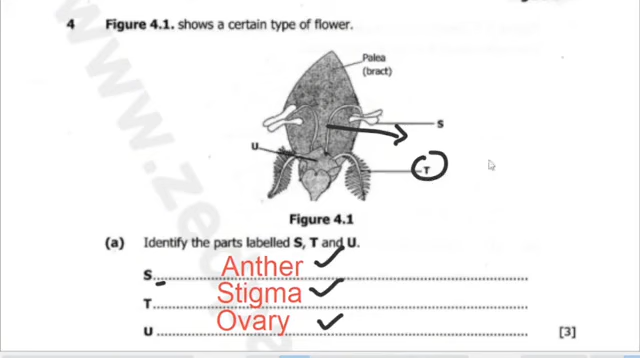 4 Figure 4.1. shows a certain type of flower.
Palea
(bract)
S
U
T
Figure 4.1
(a) Identify the parts labelled S, T and U.
S Anther
T Stigma
U Ovary [3]